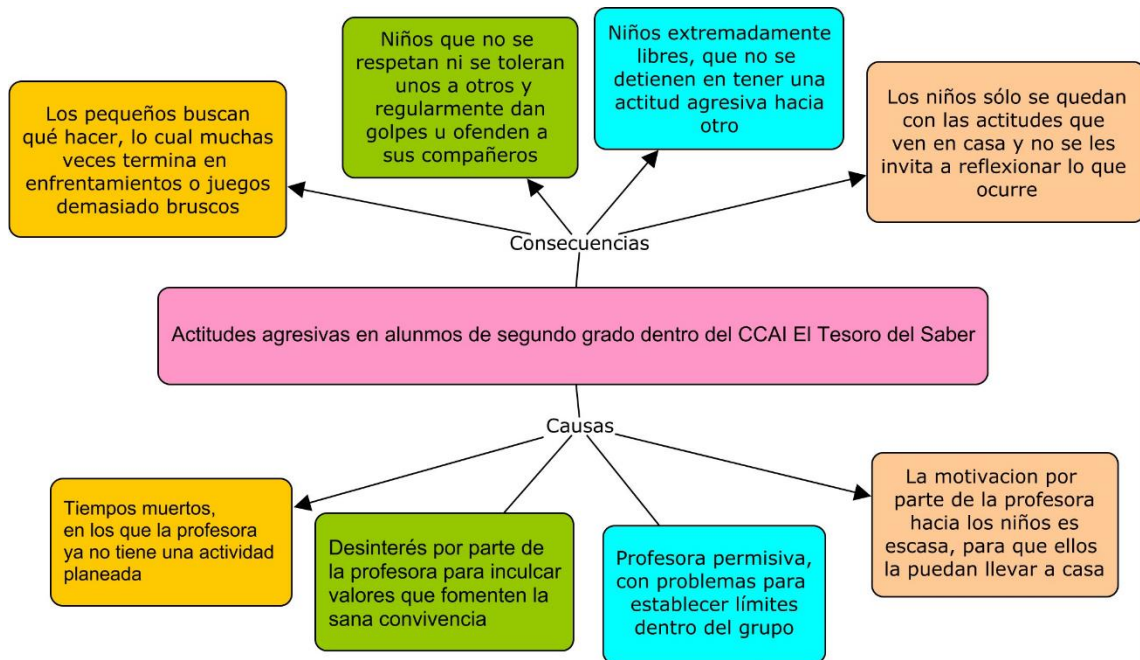 Los pequeños buscan
qué hacer, lo cual muchas
veces termina en
enfrentamientos o juegos
demasiado bruscos
Niños que no se
respetan ni se toleran
unos a otros y
regularmente dan
golpes u ofenden a
sus compañeros
Niños extremadamente
libres, que no se
detienen en tener una
actitud agresiva hacia
otro
Los niños sólo se quedan
con las actitudes que
ven en casa y no se les
invita a reflexionar lo que
ocurre
Consecuencias
Actitudes agresivas en alunmos de segundo grado dentro del CCAI El Tesoro del Saber
Causas
Tiempos muertos,
en los que la profesora
ya no tiene una actividad
planeada
Desinterés por parte de
la profesora para inculcar
valores que fomenten la
sana convivencia
Profesora permisiva,
con problemas para
establecer límites
dentro del grupo
La motivacion por
parte de la profesora
hacia los niños es
escasa, para que ellos
la puedan llevar a casa